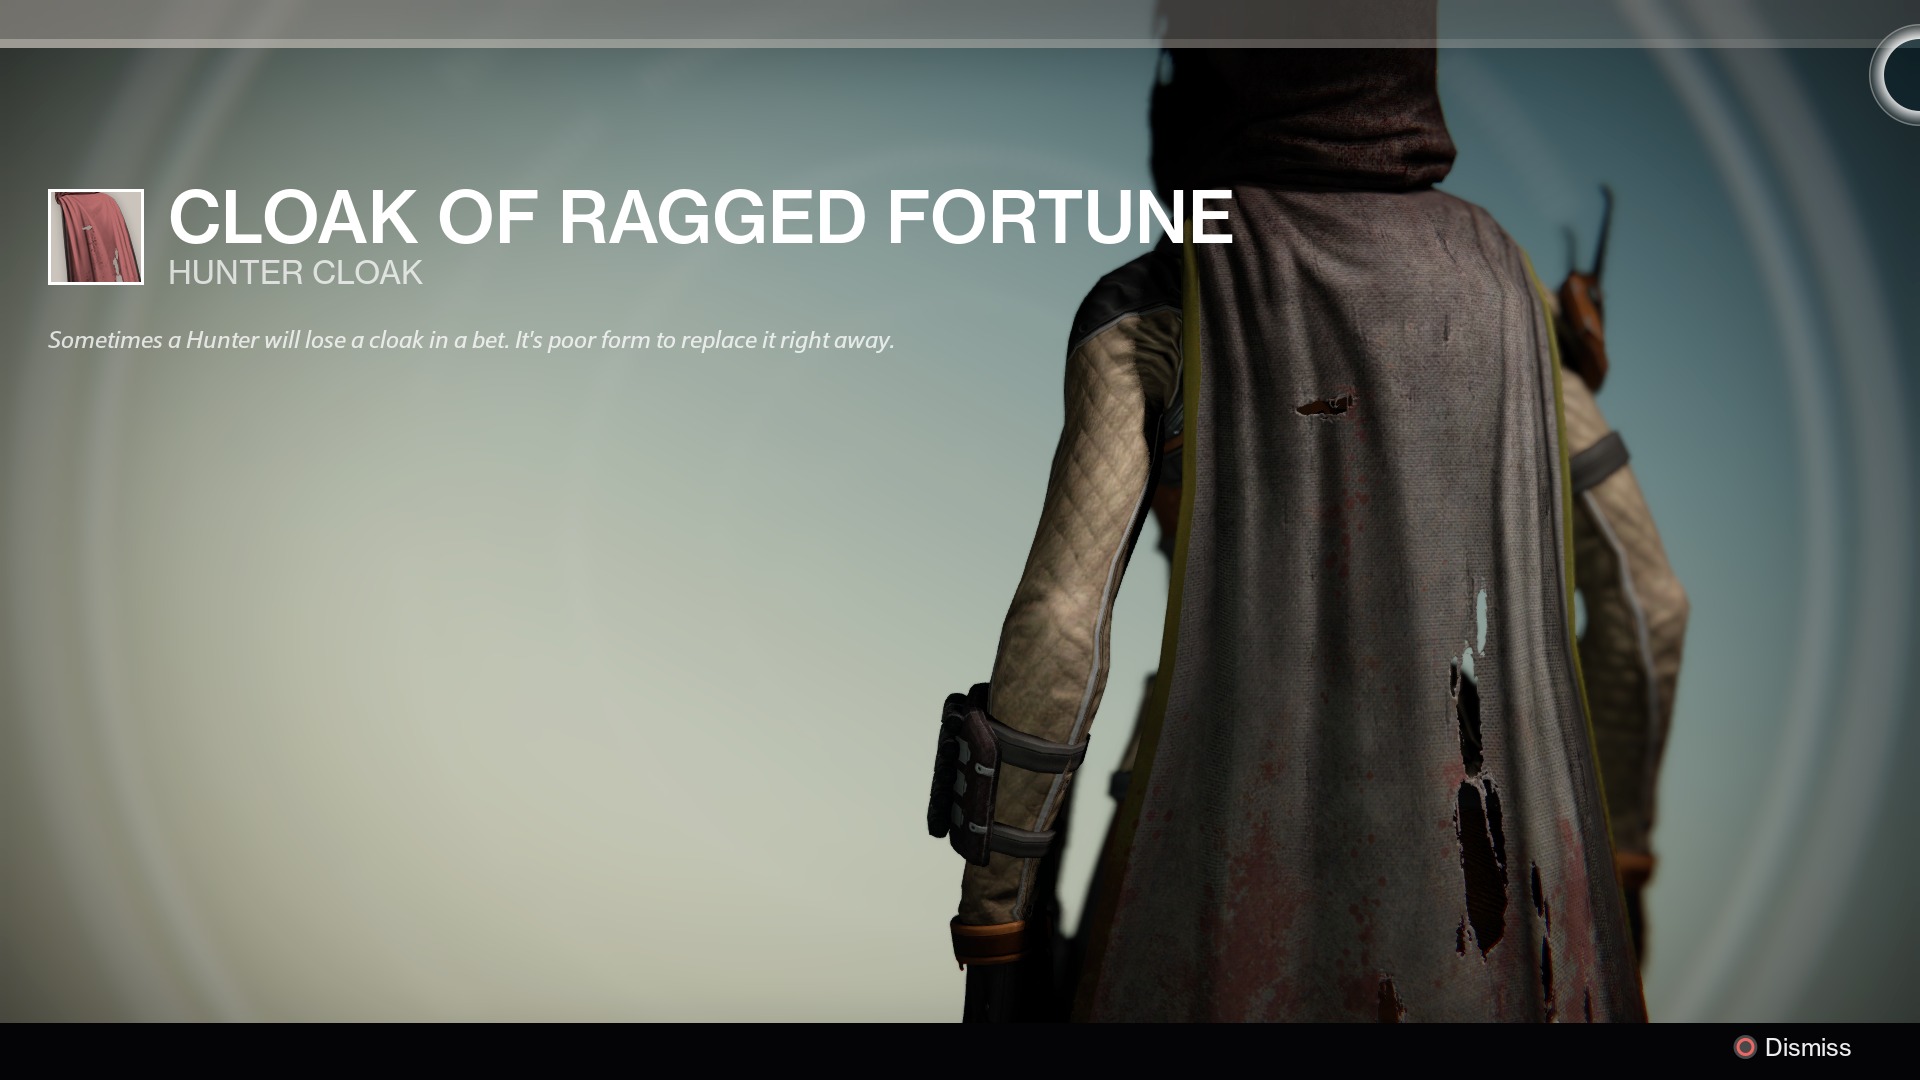 CLOAK OF RAGGED FORTUNE
HUNTER CLOAK
Sometimes a Hunter will lose a cloak in a bet. It's poor form to replace it right away.
Dismiss